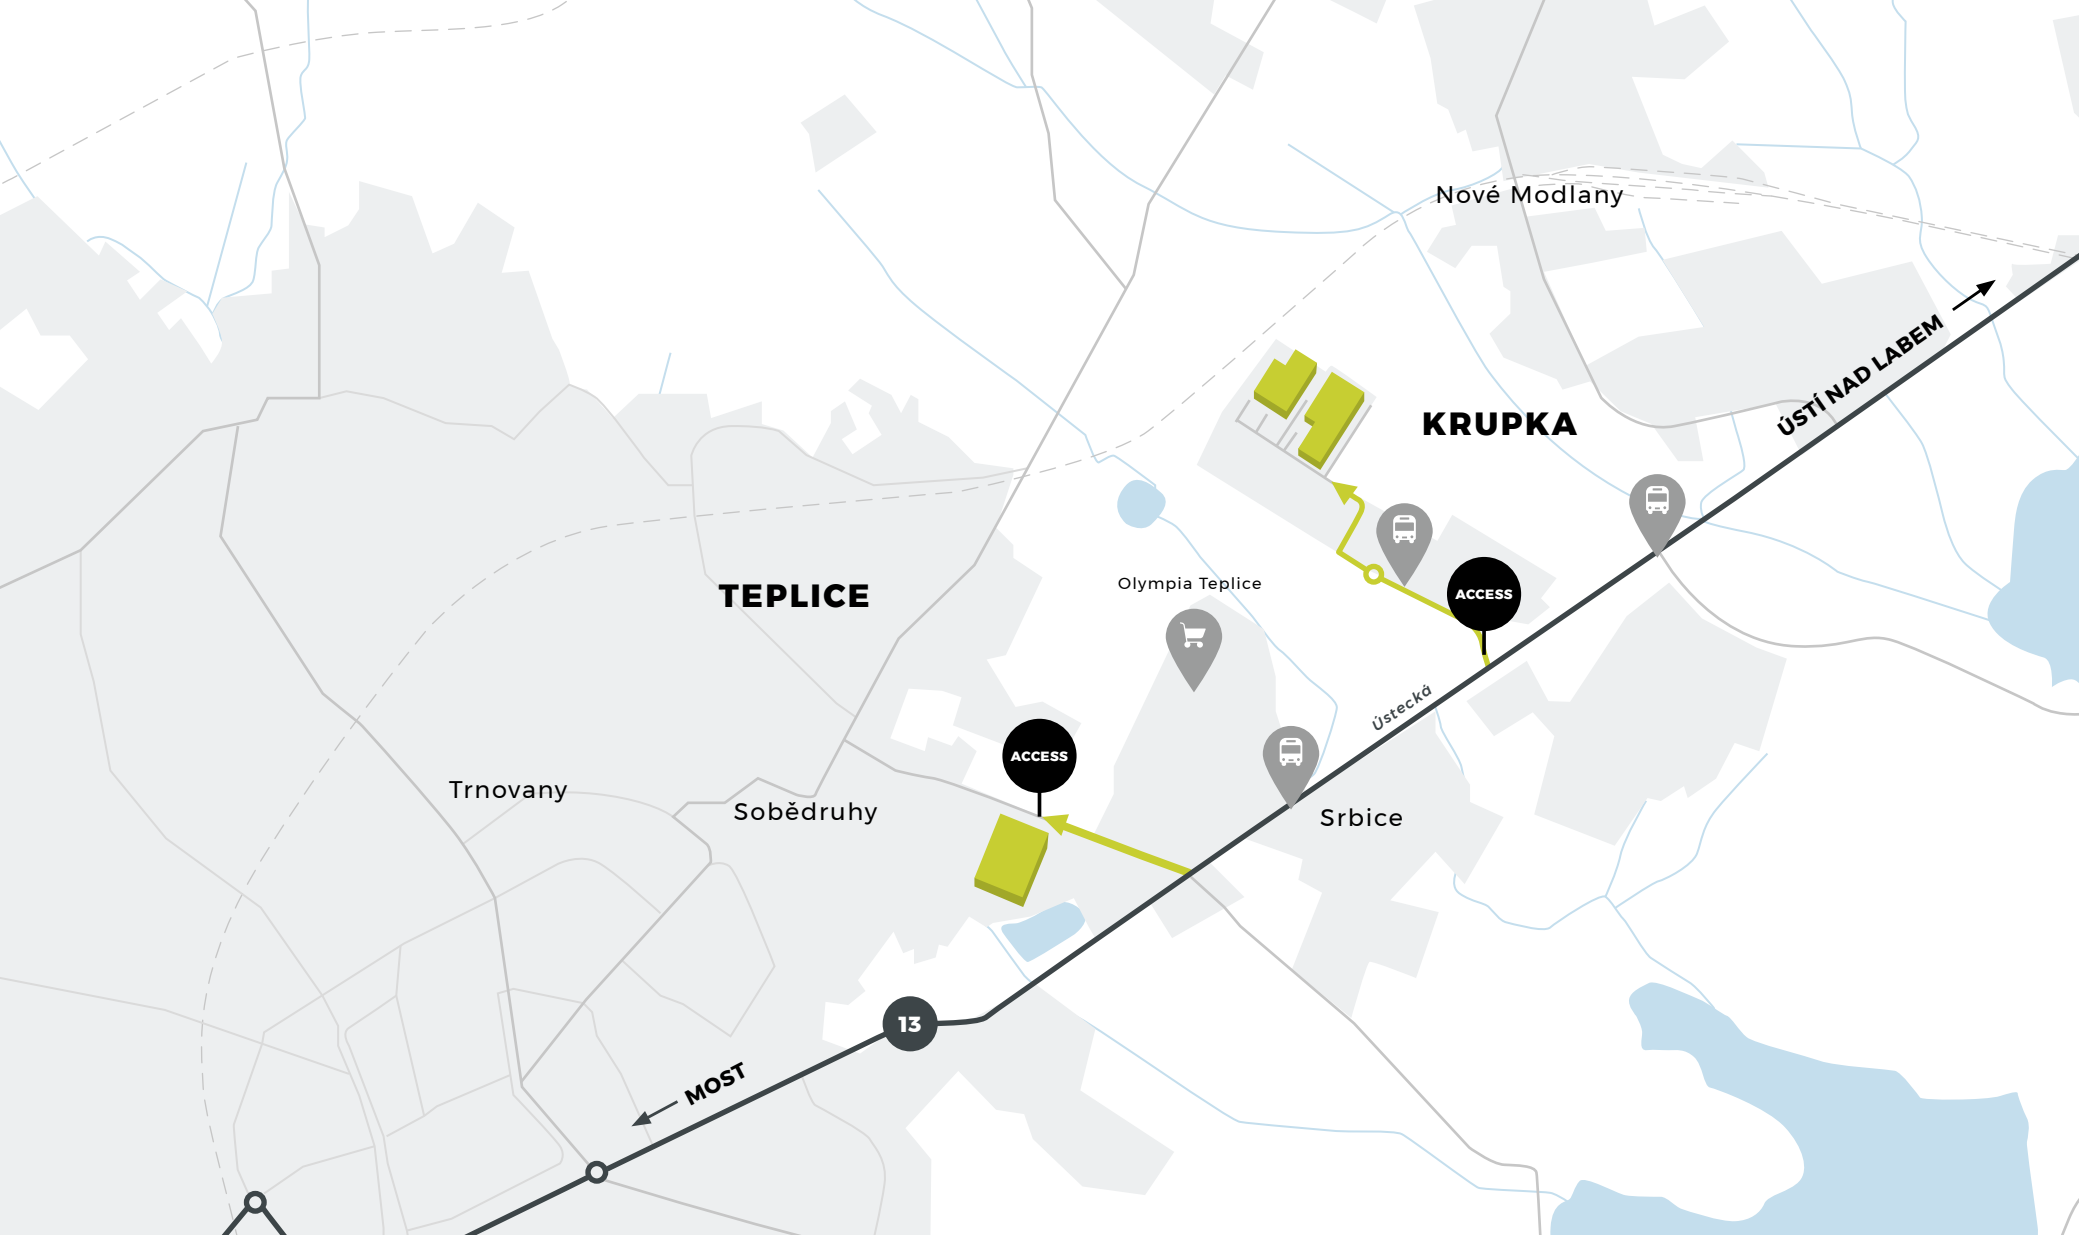 Nové Modlany
ÚSTÍ NAD LABEM
KRUPKA
Olympia Teplice
TEPLICE
ACCESS
Ústecká
ACCESS
Trnovany
Sobědruhy
Srbice
13
MOST